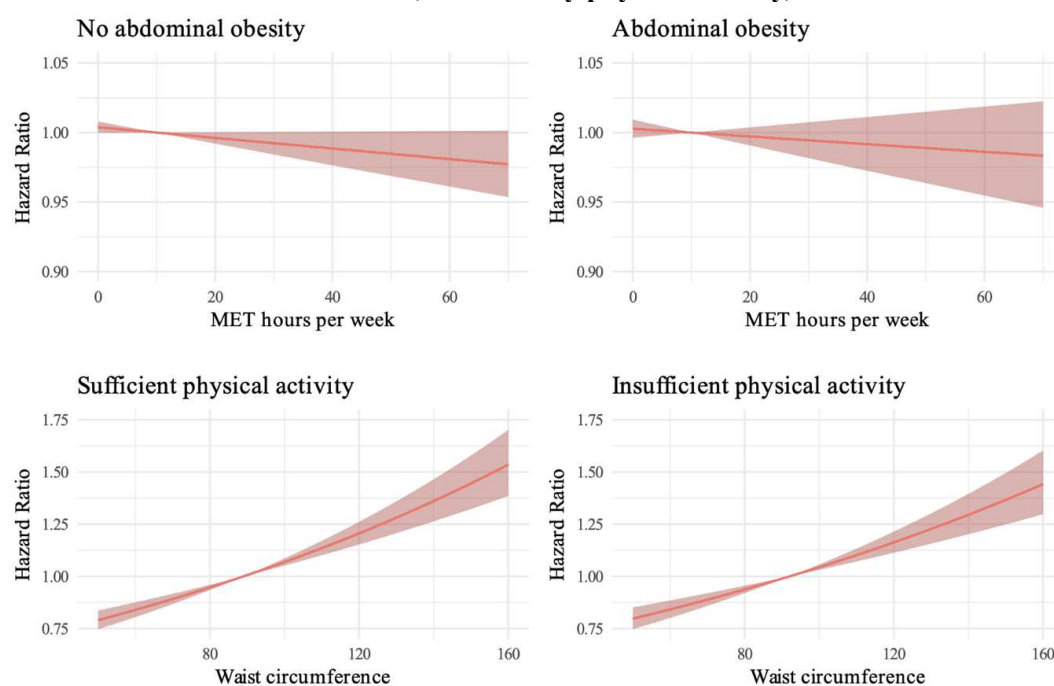 No abdominal obesity
1.05
1.00
0.95
0.90
Hazard Ratio
0 20 40 60
MET hours per week
Abdominal obesity
1.05
1.00
0.95
0.90
Hazard Ratio
0 20 40 60
MET hours per week
Sufficient physical activity
1.75
1.50
1.25
1.00
0.75
Hazard Ratio
80 120 160
Waist circumference
Insufficient physical activity
1.75
1.50
1.25
1.00
0.75
Hazard Ratio
80 120 160
Waist circumference